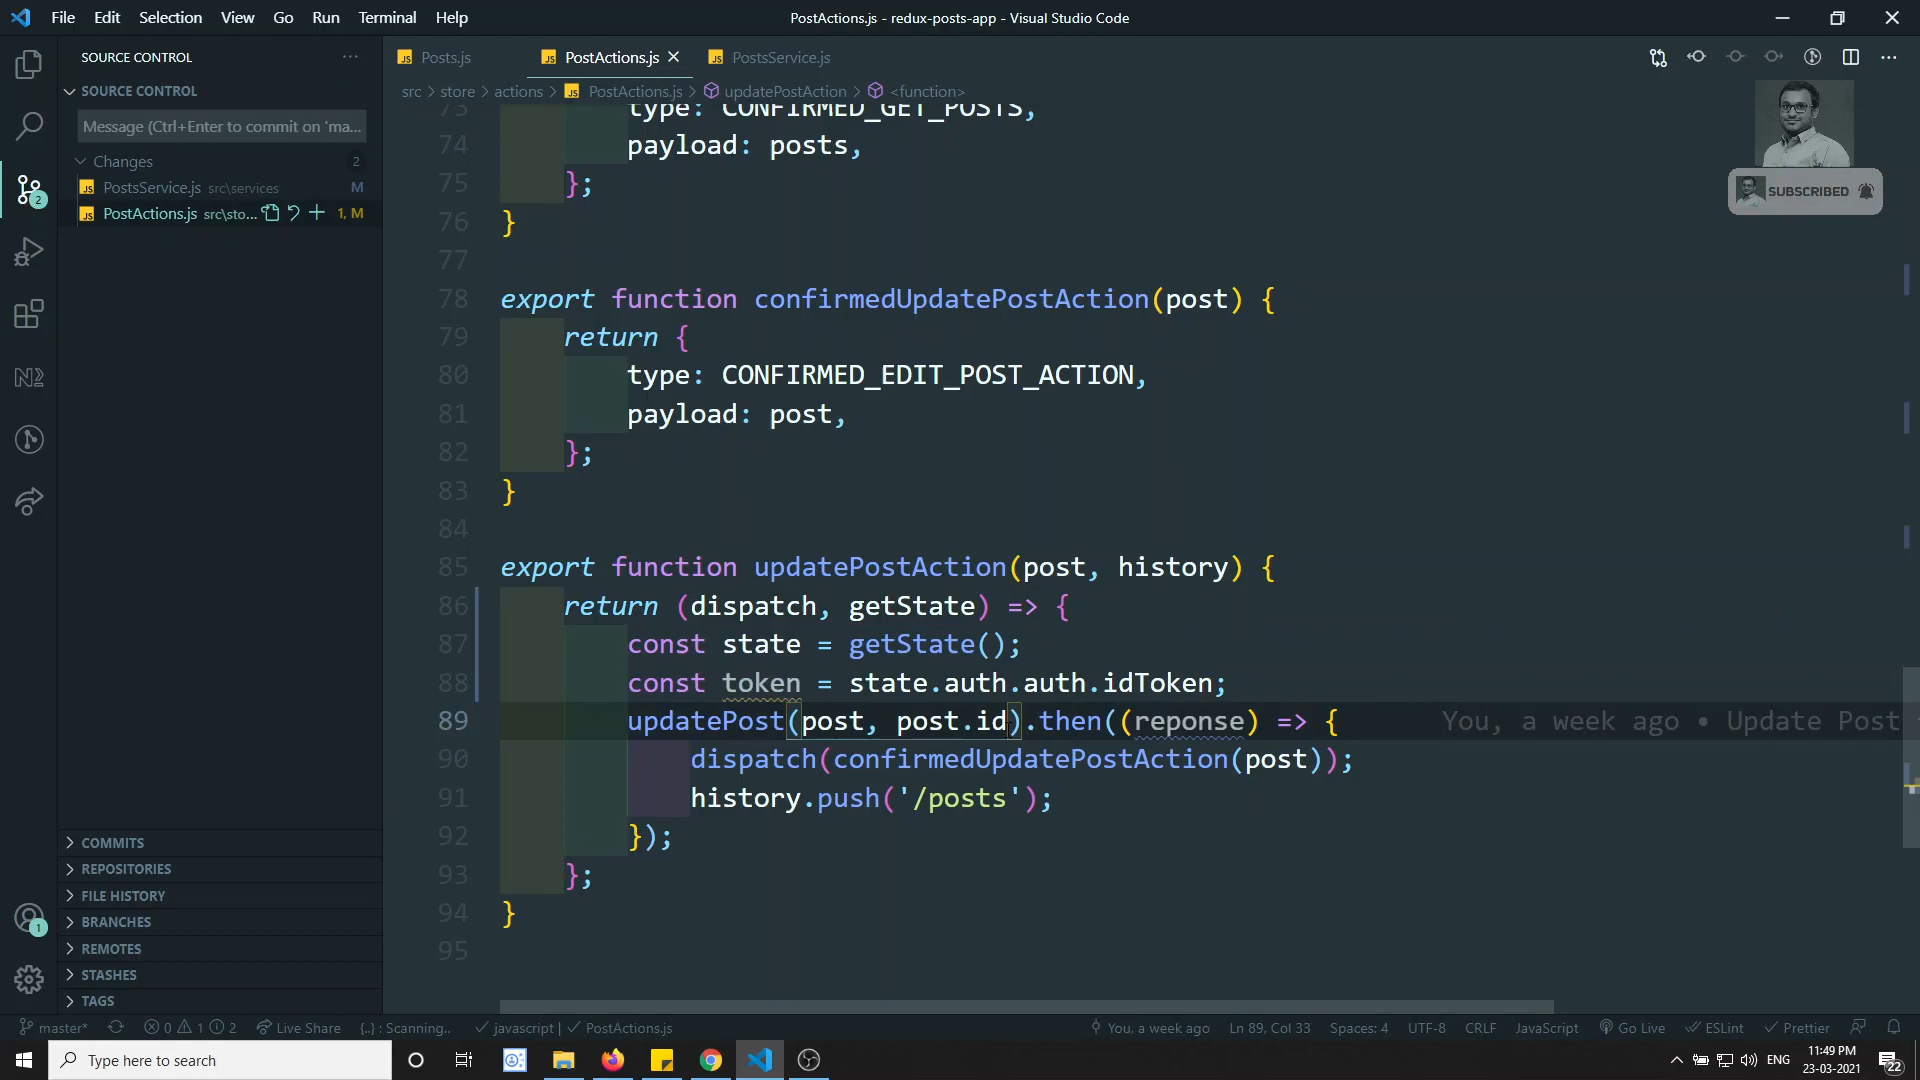 File Edit Selection View Go Run Terminal Help
PostActions.js - redux-posts-app - Visual Studio Code
SOURCE CONTROL
SOURCE CONTROL
Message (Ctrl+Enter to commit on 'ma...
Changes 2
PostsService.js src\services M
PostActions.js src\sto... 1, M
COMMITS
REPOSITORIES
FILE HISTORY
BRANCHES
REMOTES
STASHES
TAGS
Posts.js PostActions.js PostsService.js
src > store > actions > PostActions.js > updatePostAction > <function>
SUBSCRIBED
73 type: CONFIRMED_GET_POSTS,
74 payload: posts,
75 };
76 }
77
78 export function confirmedUpdatePostAction(post) {
79 return {
80 type: CONFIRMED_EDIT_POST_ACTION,
81 payload: post,
82 };
83 }
84
85 export function updatePostAction(post, history) {
86 return (dispatch, getState) => {
87 const state = getState();
88 const token = state.auth.auth.idToken;
89 updatePost(post, post.id).then((reponse) => { You, a week ago • Update Post
90 dispatch(confirmedUpdatePostAction(post));
91 history.push('/posts');
92 });
93 };
94 }
95
2
1
master* 0 1 2 Live Share {..} : Scanning.. javascript | PostActions.js You, a week ago Ln 89, Col 33 Spaces: 4 UTF-8 CRLF JavaScript Go Live ESLint Prettier
Type here to search
ENG
11:49 PM
23-03-2021
22